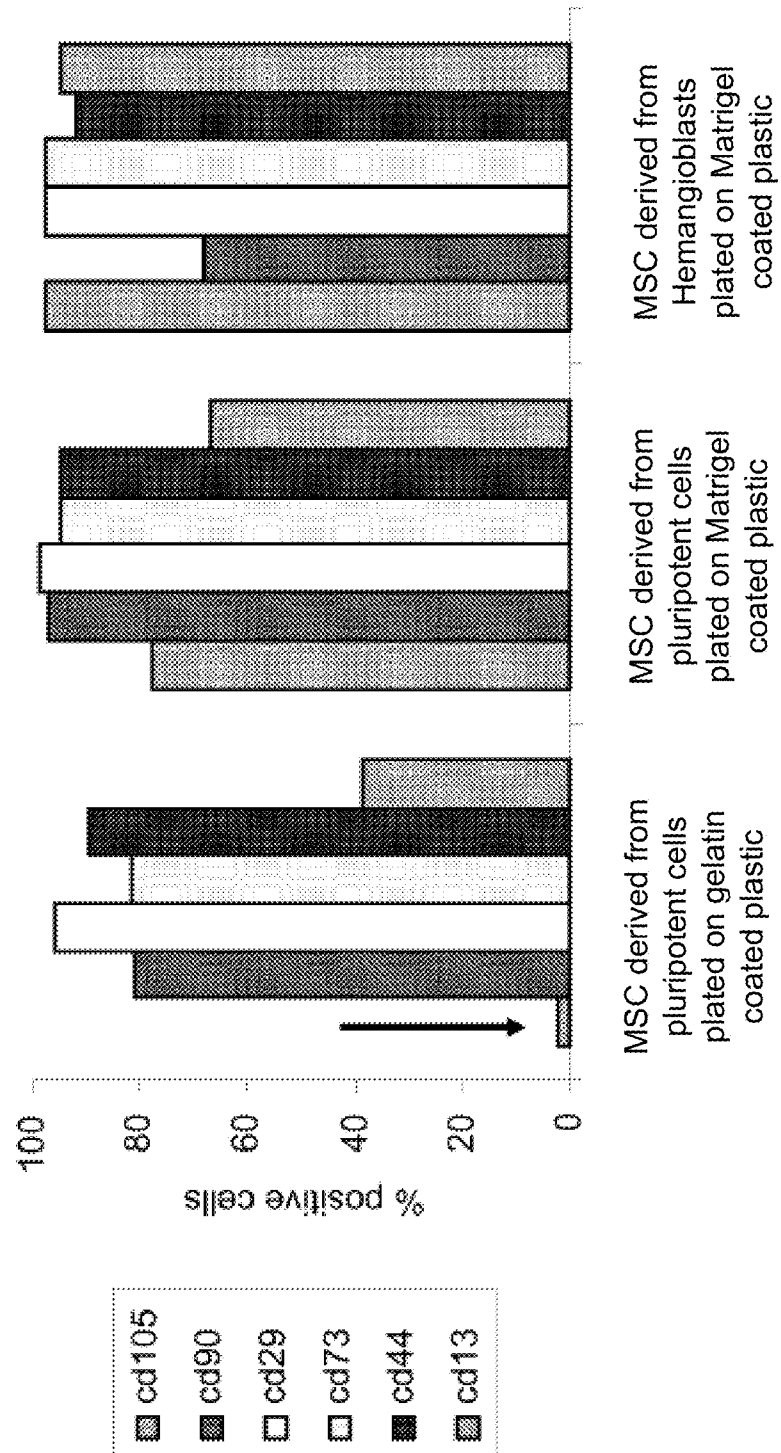 cd105
cd90
cd29
cd73
cd44
cd13
% positive cells
100
80
60
40
20
0
MSC derived from
pluripotent cells
plated on gelatin
coated plastic
MSC derived from
pluripotent cells
plated on Matrigel
coated plastic
MSC derived from
Hemangioblasts
plated on Matrigel
coated plastic